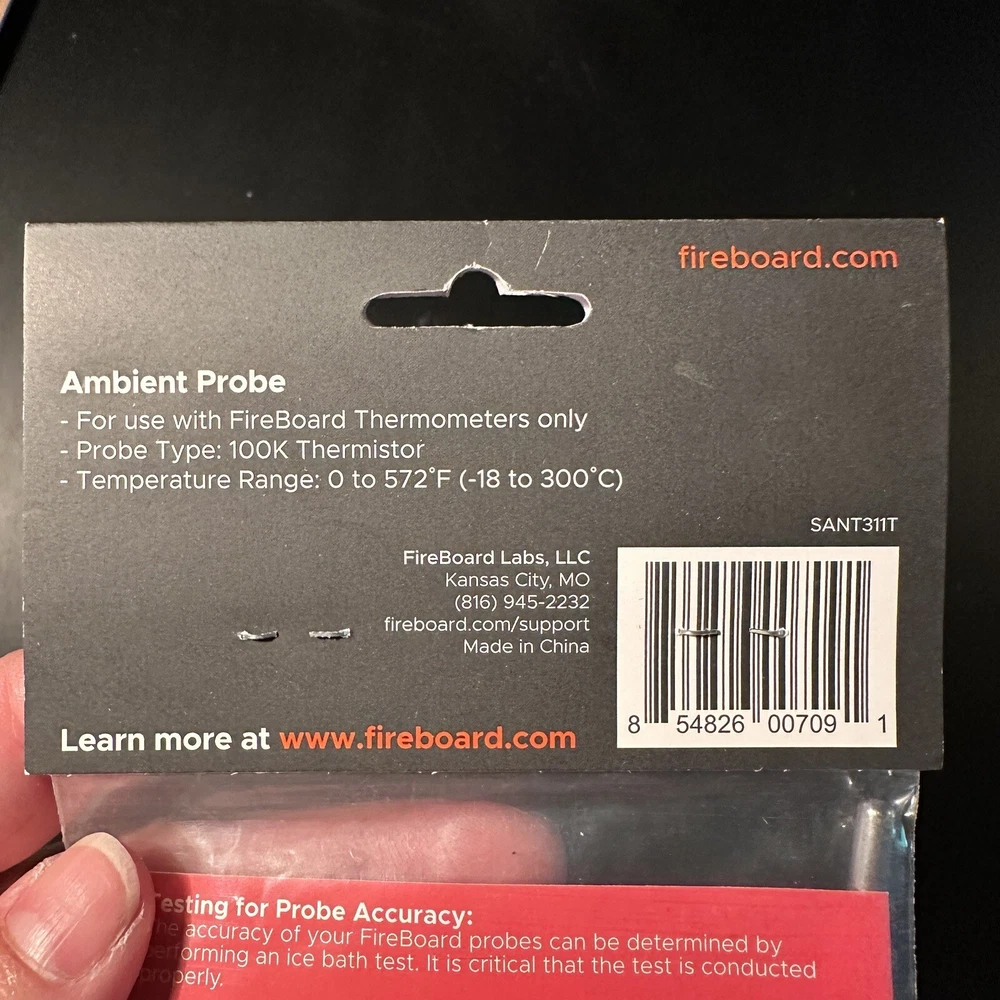 fireboard.com
Ambient Probe
- For use with FireBoard Thermometers only
- Probe Type: 100K Thermistor
- Temperature Range: 0 to 572°F (-18 to 300°C)
SANT311T
FireBoard Labs, LLC
Kansas City, MO
(816) 945-2232
fireboard.com/support
Made in China
8 54826 00709 1
Learn more at www.fireboard.com
Testing for Probe Accuracy:
The accuracy of your FireBoard probes can be determined by
performing an ice bath test. It is critical that the test is conducted
properly.